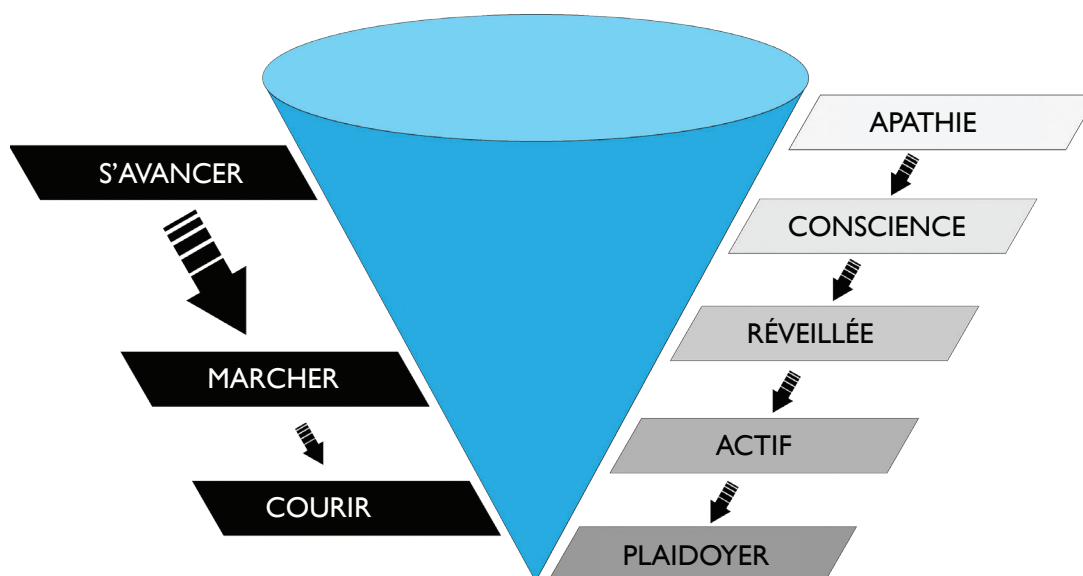 S’AVANCER
MARCHER
COURIR
APATHIE
CONSCIENCE
RÉVEILLÉE
ACTIF
PLAIDOYER